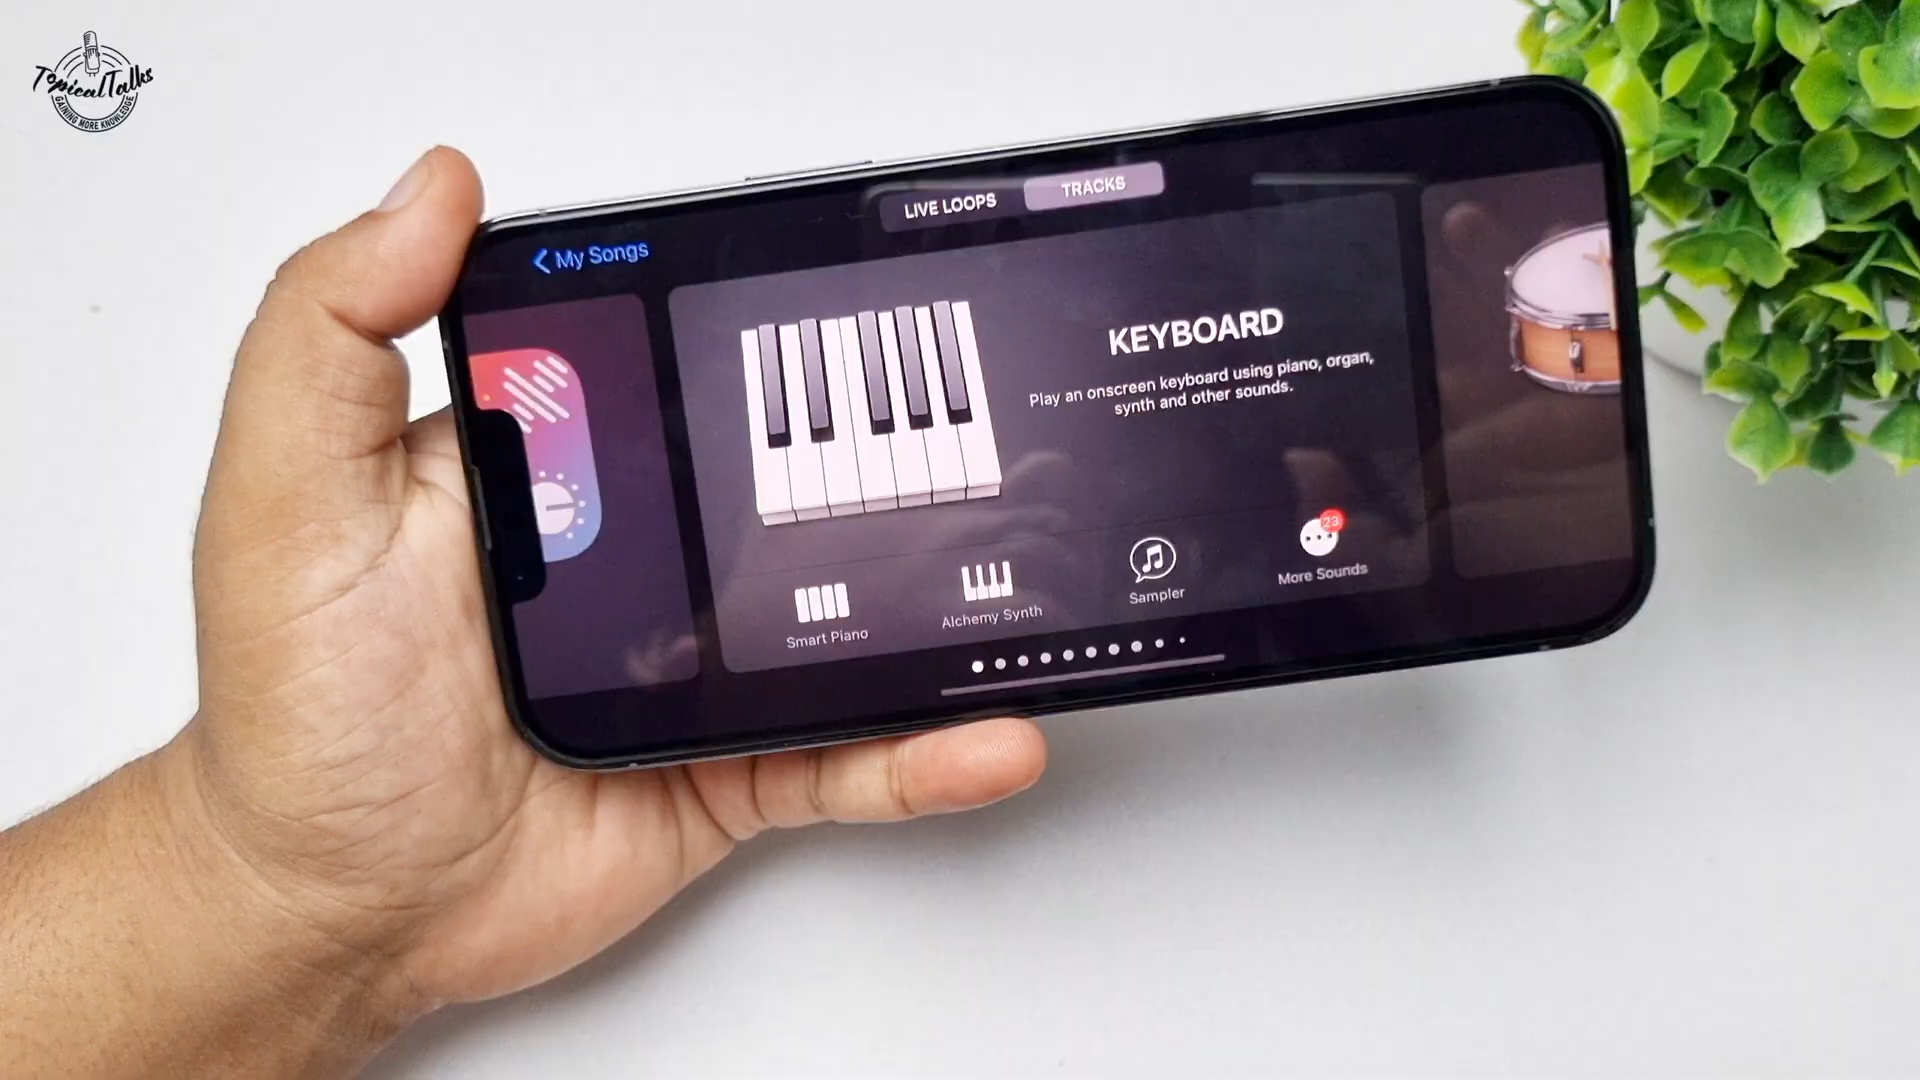 TopicalTalks
GAINING MORE KNOWLEDGE
LIVE LOOPS
TRACKS
My Songs
KEYBOARD
Play an onscreen keyboard using piano, organ,
synth and other sounds.
Smart Piano
Alchemy Synth
Sampler
23
More Sounds